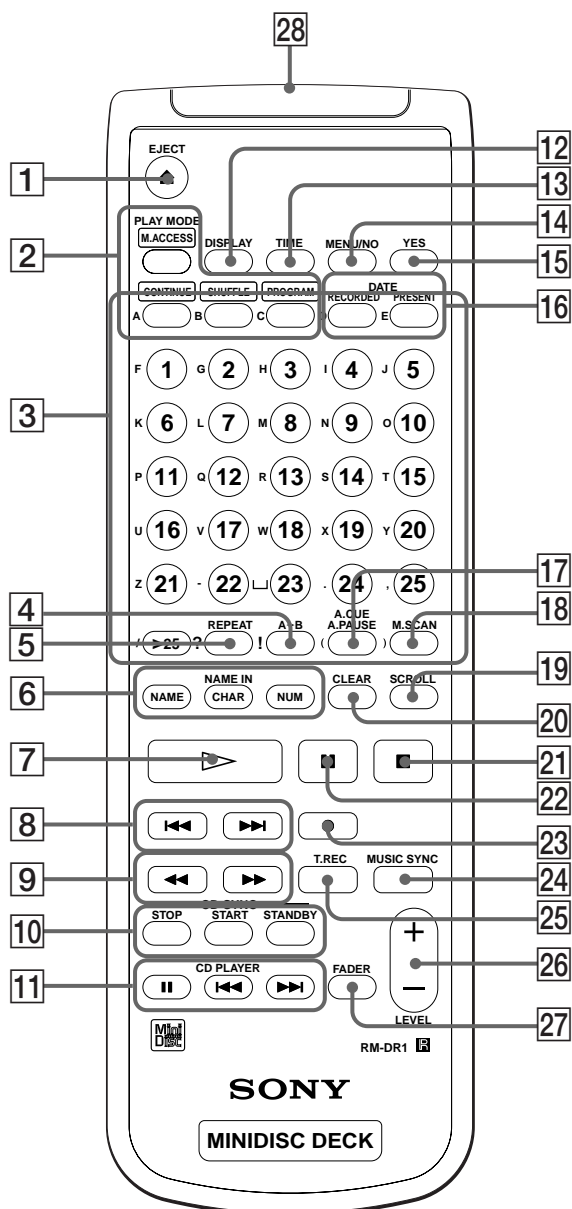 28
EJECT
1
12
13
14
15
16
2
PLAY MODE
M.ACCESS
DISPLAY TIME MENU/NO YES
DATE
CONTINUE SHUFFLE PROGRAM RECORDED PRESENT
A B C D E
3
F 1 G 2 H 3 I 4 J 5
K 6 L 7 M 8 N 9 O 10
P 11 Q 12 R 13 S 14 T 15
U 16 V 17 W 18 X 19 Y 20
Z 21 - 22 ⌴ 23 . 24 , 25
17
18
4
5
REPEAT A-B A.CUE
A.PAUSE M.SCAN
/ >25 ? ! ( )
6
NAME IN
NAME CHAR NUM
CLEAR SCROLL
19
20
7
21
22
8
23
9
T.REC MUSIC SYNC
24
25
CD-SYNC
10
STOP START STANDBY
+
26
−
LEVEL
11
CD PLAYER
FADER
27
Mini
Disc
RM-DR1 R
SONY
MINIDISC DECK